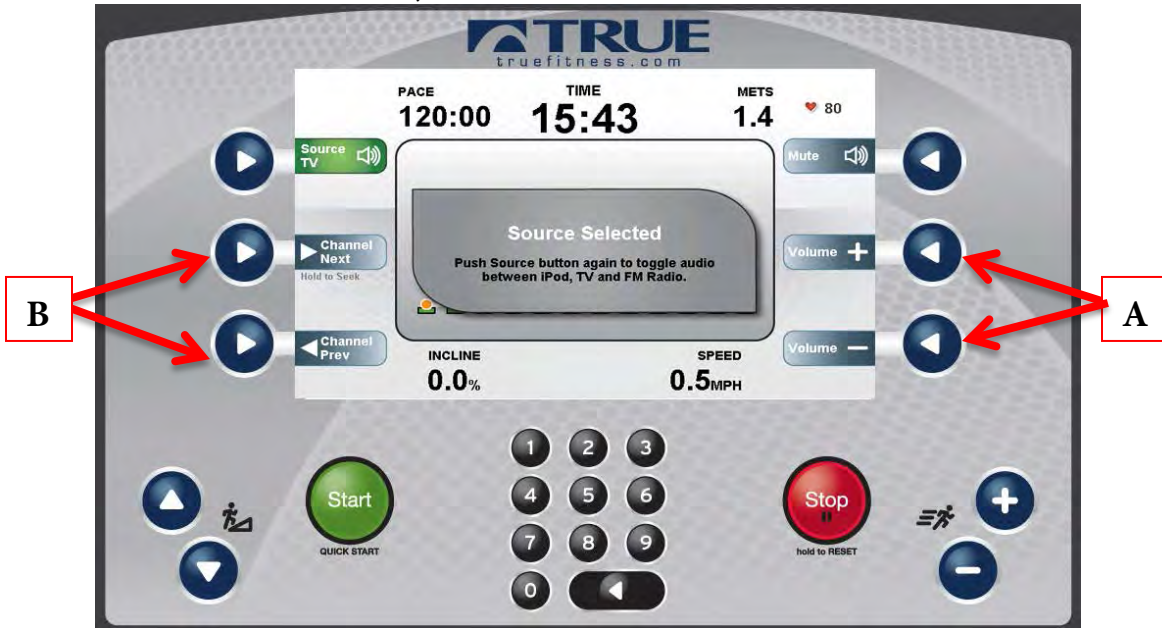 TRUE
truefitness.com
PACE
TIME
METS
120:00
15:43
1.4
80
Source
TV
Mute
Source Selected
Push Source button again to toggle audio
between iPod, TV and FM Radio.
Channel
Next
Hold to Seek
Volume +
B
A
Channel
Prev
Volume −
INCLINE
SPEED
0.0%
0.5MPH
1 2 3
4 5 6
7 8 9
0
Start
QUICK START
Stop
hold to RESET
+
−